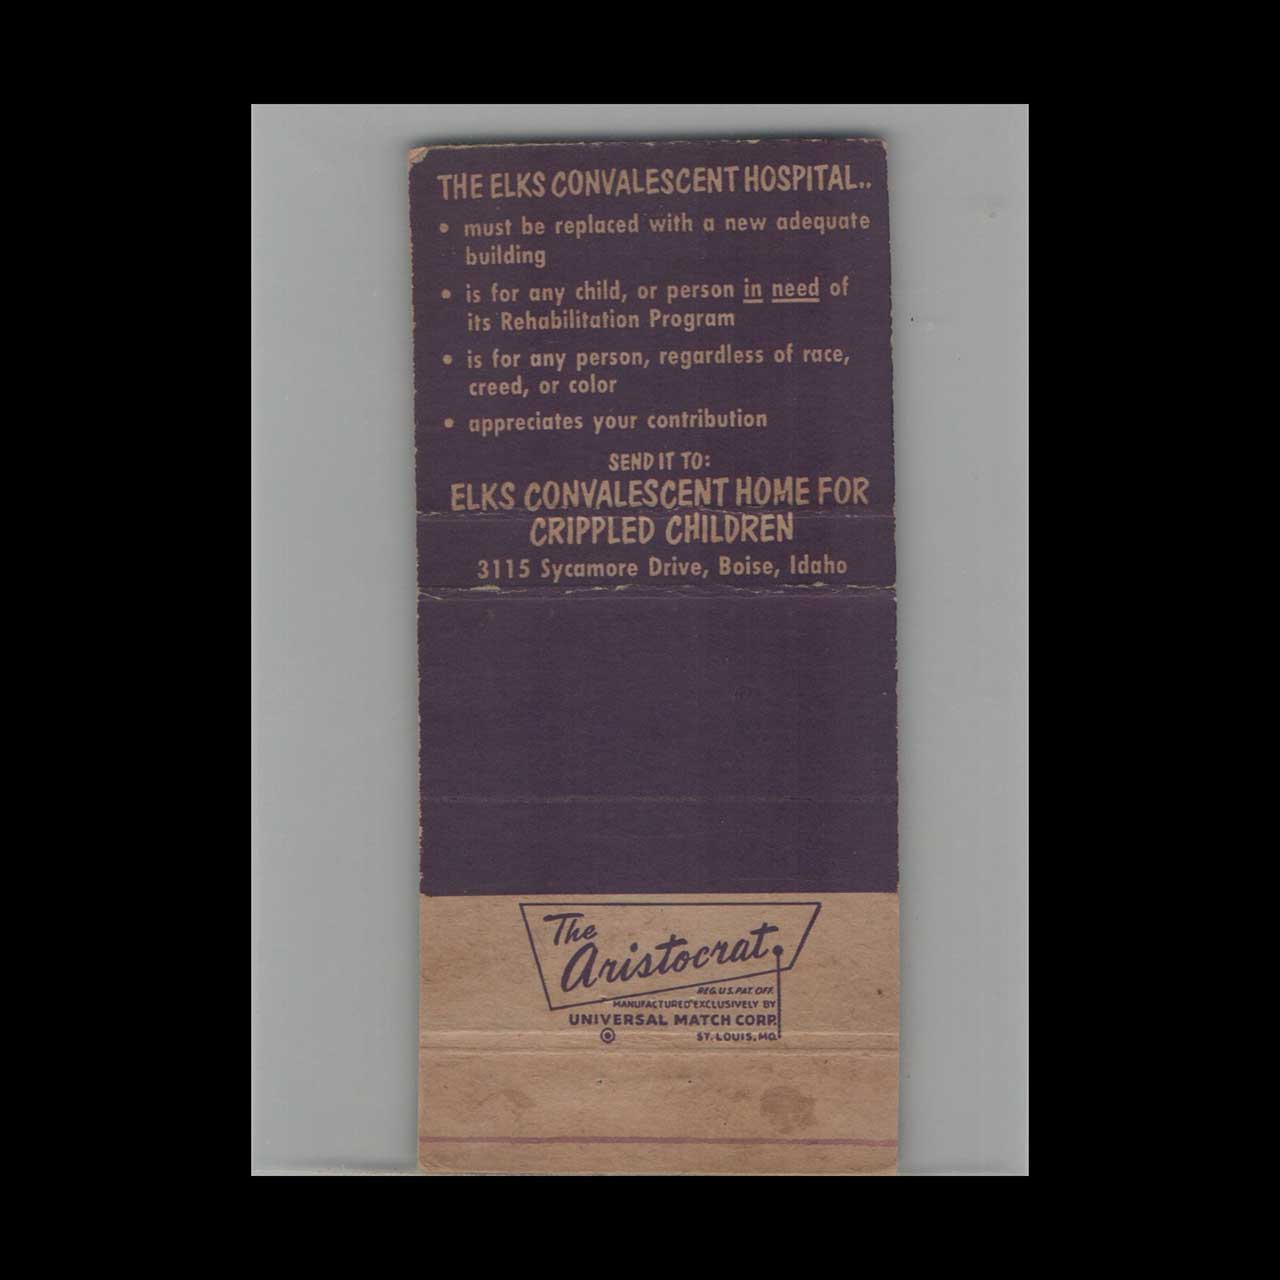 THE ELKS CONVALESCENT HOSPITAL..
• must be replaced with a new adequate
building
• is for any child, or person in need of
its Rehabilitation Program
• is for any person, regardless of race,
creed, or color
• appreciates your contribution
SEND IT TO:
ELKS CONVALESCENT HOME FOR
CRIPPLED CHILDREN
3115 Sycamore Drive, Boise, Idaho
The
Aristocrat
REG. U.S. PAT. OFF.
MANUFACTURED EXCLUSIVELY BY
UNIVERSAL MATCH CORP.
ST. LOUIS, MO.